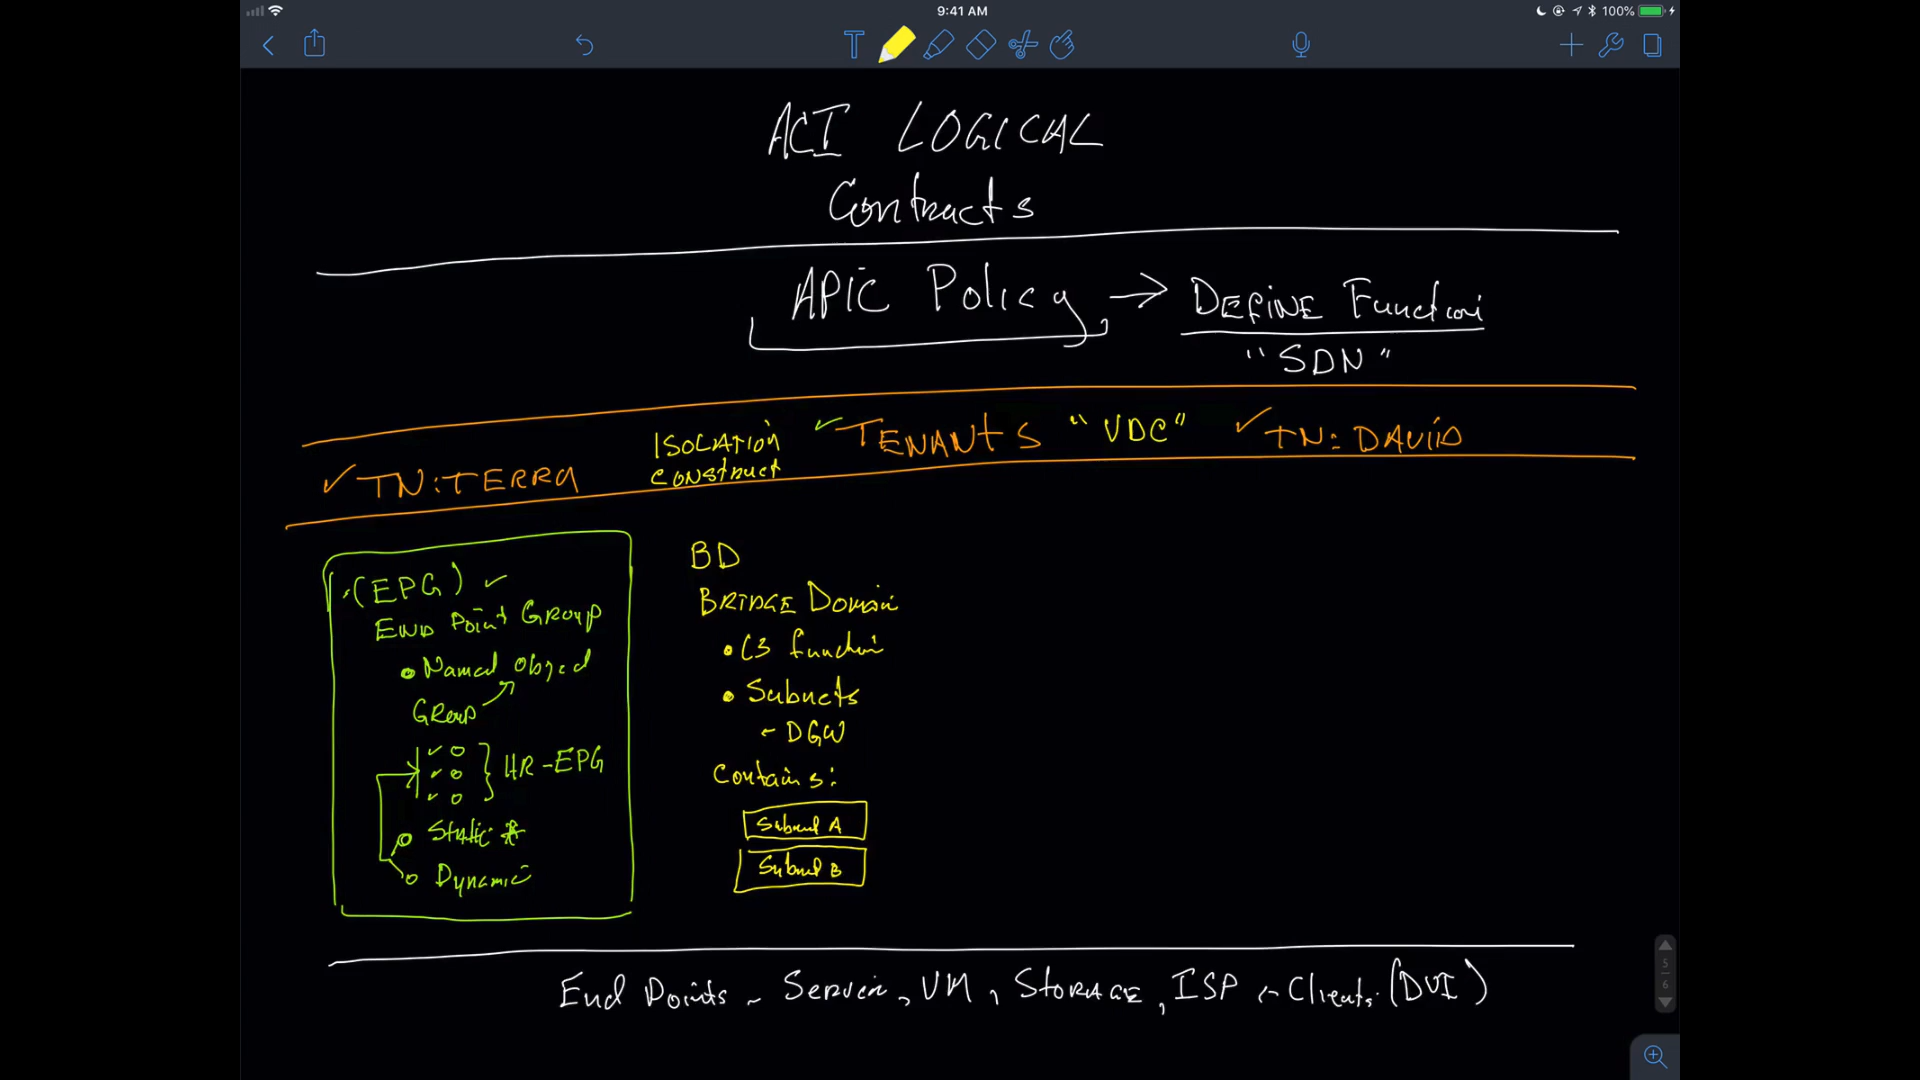 9:41 AM
100%
ACI LOGICAL
Contracts
APIC Policy → DEFINE Function
"SDN"
ISOLATION
CONSTRUCT
✓TENANTS "VDC" ✓TN: DAVID
✓TN:TERRA
(EPG) ✓
END Point GROUP
• Named Object
GRoup
HR-EPG
Static *
Dynamic
BD
BRIDGE Domain
• L3 function
• Subnets
- DGW
Contains:
Subnet A
Subnet B
End Points - Server, VM, STORAGE, ISP - Clients. (DVI)
5
6